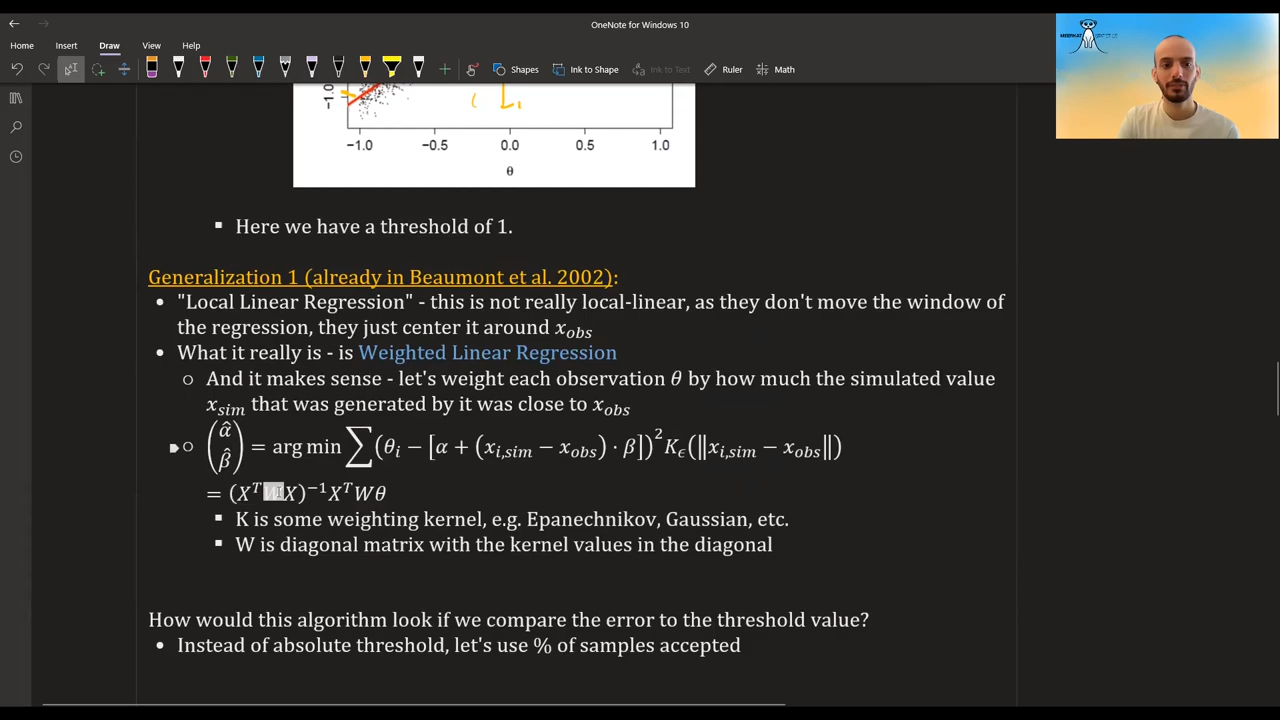 OneNote for Windows 10
Home Insert Draw View Help
Shapes Ink to Shape Ink to Text Ruler Math
MEERKAT
−1.0
−1.0 −0.5 0.0 0.5 1.0
θ
▪ Here we have a threshold of 1.
Generalization 1 (already in Beaumont et al. 2002):
• "Local Linear Regression" - this is not really local-linear, as they don't move the window of
the regression, they just center it around x_obs
• What it really is - is Weighted Linear Regression
○ And it makes sense - let's weight each observation θ by how much the simulated value
x_sim that was generated by it was close to x_obs
○ (α̂ β̂) = arg min ∑(θ_i − [α + (x_i,sim − x_obs) · β])² K_ϵ(‖x_i,sim − x_obs‖)
= (XᵀWX)⁻¹XᵀWθ
▪ K is some weighting kernel, e.g. Epanechnikov, Gaussian, etc.
▪ W is diagonal matrix with the kernel values in the diagonal
How would this algorithm look if we compare the error to the threshold value?
• Instead of absolute threshold, let's use % of samples accepted